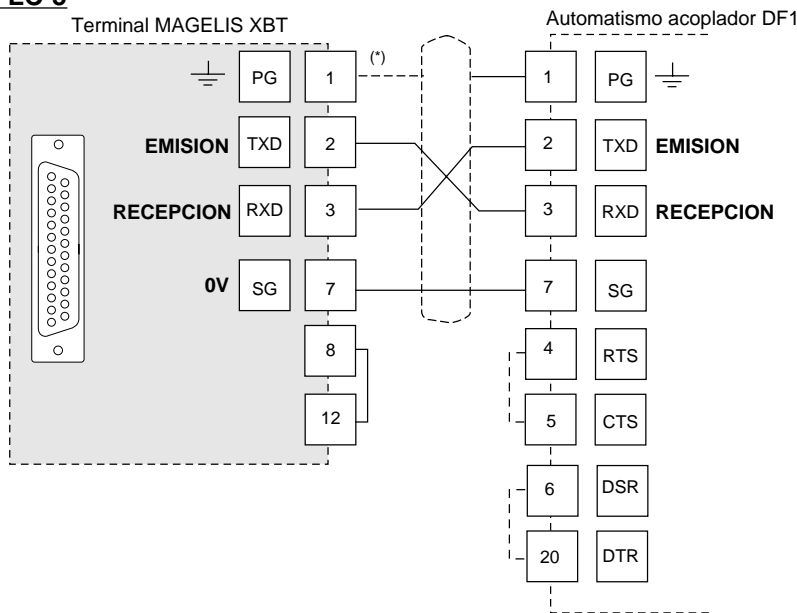 Terminal MAGELIS XBT
Automatismo acoplador DF1
PG 1 (*) 1 PG
EMISION TXD 2 2 TXD EMISION
RECEPCION RXD 3 3 RXD RECEPCION
0V SG 7 7 SG
8 4 RTS
12 5 CTS
6 DSR
20 DTR